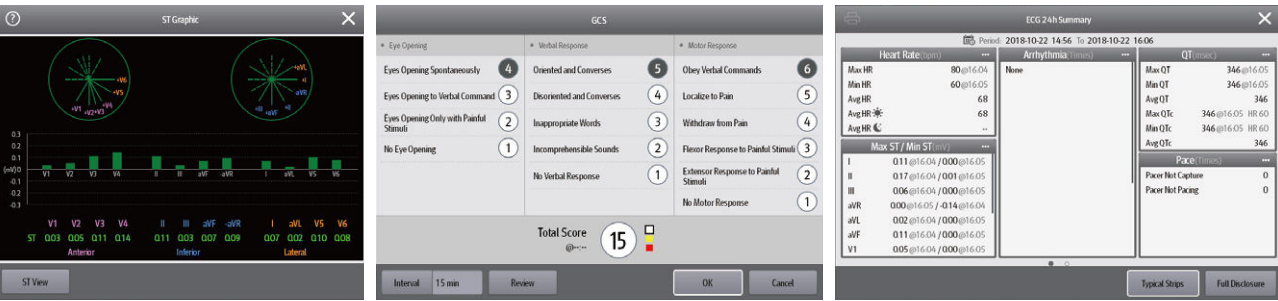 ST Graphic
+V6
+V5
+V4
+V1 +V2 +V3
+aVL
+I
-aVR
+III +aVF +II
0.3
0.2
0.1
(mV)0
-0.1
-0.2
-0.3
V1 V2 V3 V4 II III aVF -aVR I aVL V5 V6
V1 V2 V3 V4 II III aVF -aVR I aVL V5 V6
ST 0.03 0.05 0.11 0.14 0.11 0.03 0.07 0.09 0.07 0.02 0.10 0.08
Anterior Inferior Lateral
ST View
GCS
Eye Opening
Eyes Opening Spontaneously 4
Eyes Opening to Verbal Command 3
Eyes Opening Only with Painful
Stimuli 2
No Eye Opening 1
Verbal Response
Oriented and Converses 5
Disoriented and Converses 4
Inappropriate Words 3
Incomprehensible Sounds 2
No Verbal Response 1
Motor Response
Obey Verbal Commands 6
Localize to Pain 5
Withdraw from Pain 4
Flexor Response to Painful Stimuli 3
Extensor Response to Painful
Stimuli 2
No Motor Response 1
Total Score 15
@--:--
Interval 15 min Review OK Cancel
ECG 24h Summary
Period: 2018-10-22 14:56 To 2018-10-22 16:06
Heart Rate(bpm) ...
Max HR 80@16:04
Min HR 60@16:05
Avg HR 68
Avg HR 68
Avg HR --
Max ST / Min ST(mV) ...
I 0.11@16:04 / 0.00@16:05
II 0.17@16:04 / 0.01@16:05
III 0.06@16:04 / 0.00@16:04
aVR 0.00@16:05 / -0.14@16:04
aVL 0.02@16:04 / 0.00@16:04
aVF 0.11@16:04 / 0.00@16:05
V1 0.05@16:04 / 0.00@16:05
Arrhythmia(Times) ...
None
QT(msec) ...
Max QT 346@16:05
Min QT 346@16:05
Avg QT 346
Max QTc 346@16:05 HR 60
Min QTc 346@16:05 HR 60
Avg QTc 346
Pace(Times) ...
Pacer Not Capture 0
Pacer Not Pacing 0
Typical Strips Full Disclosure